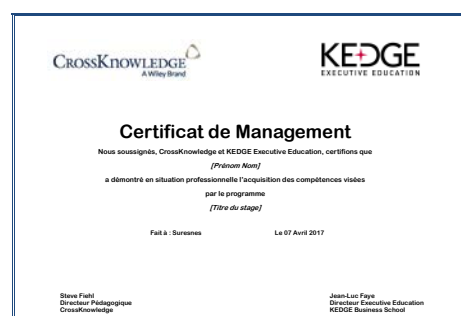 CROSSKNOWLEDGE
A Wiley Brand
KEDGE
EXECUTIVE EDUCATION
Certificat de Management
Nous soussignés, CrossKnowledge et KEDGE Executive Education, certifions que
[Prénom Nom]
a démontré en situation professionnelle l'acquisition des compétences visées
par le programme
[Titre du stage]
Fait à : Suresnes Le 07 Avril 2017
Steve Fiehl
Directeur Pédagogique
CrossKnowledge
Jean-Luc Faye
Directeur Executive Education
KEDGE Business School